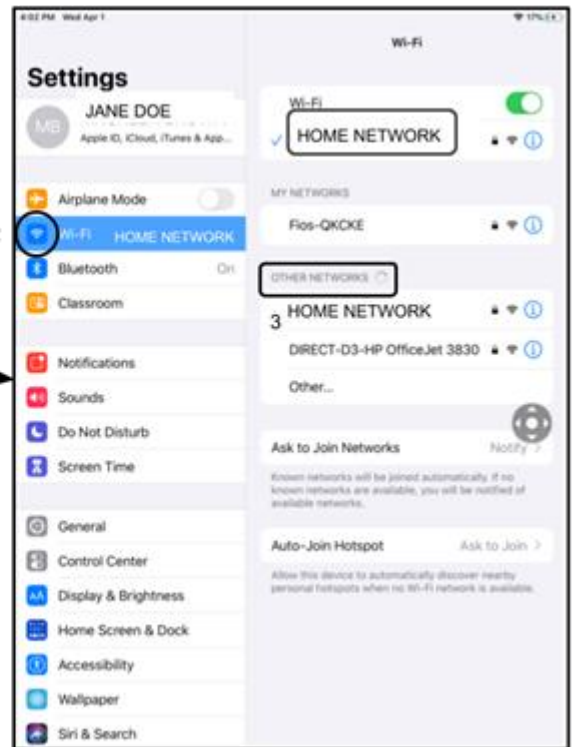 4:02 PM Wed Apr 1
17%
Settings
MB
JANE DOE
Apple ID, iCloud, iTunes & App...
Airplane Mode
Wi-Fi HOME NETWORK
Bluetooth On
Classroom
Notifications
Sounds
Do Not Disturb
Screen Time
General
Control Center
Display & Brightness
Home Screen & Dock
Accessibility
Wallpaper
Siri & Search
Wi-Fi
Wi-Fi
HOME NETWORK
MY NETWORKS
Fios-QKCKE
OTHER NETWORKS
3 HOME NETWORK
DIRECT-D3-HP OfficeJet 3830
Other...
Ask to Join Networks Notify
Known networks will be joined automatically. If no
known networks are available, you will be notified of
available networks.
Auto-Join Hotspot Ask to Join
Allow this device to automatically discover nearby
personal hotspots when no Wi-Fi network is available.